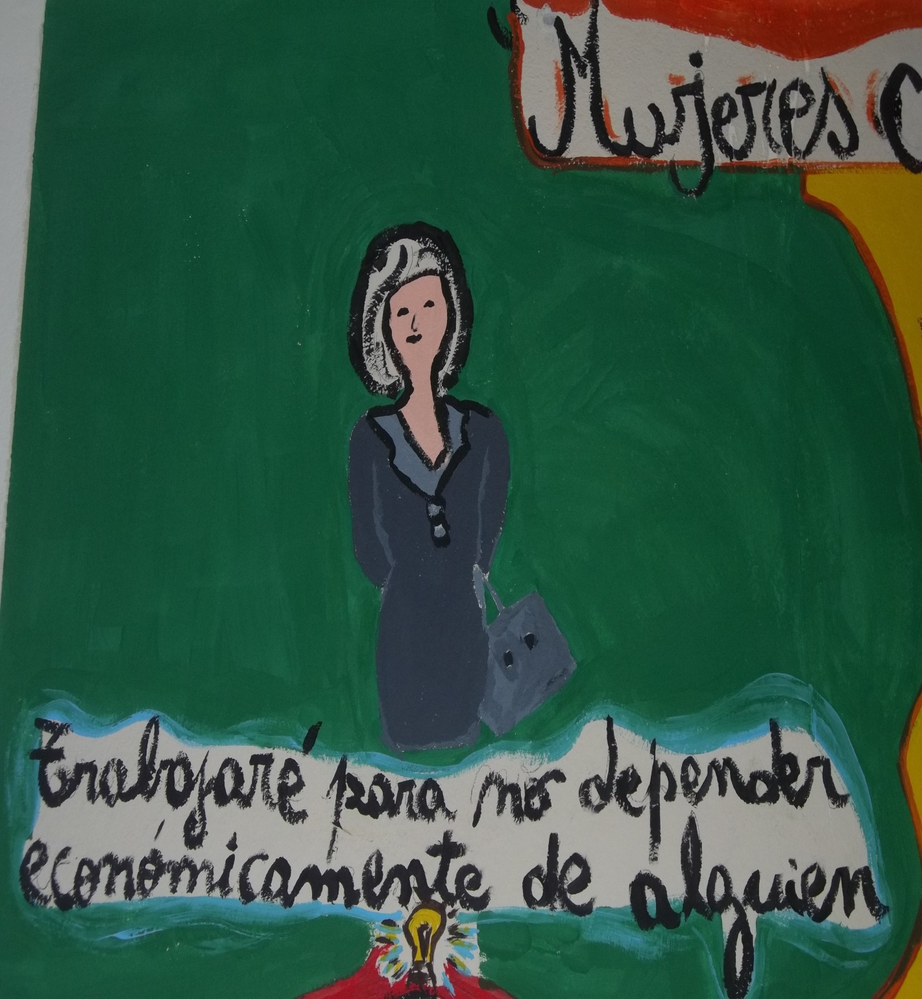 Mujeres
trabajaré para no depender
económicamente de alguien